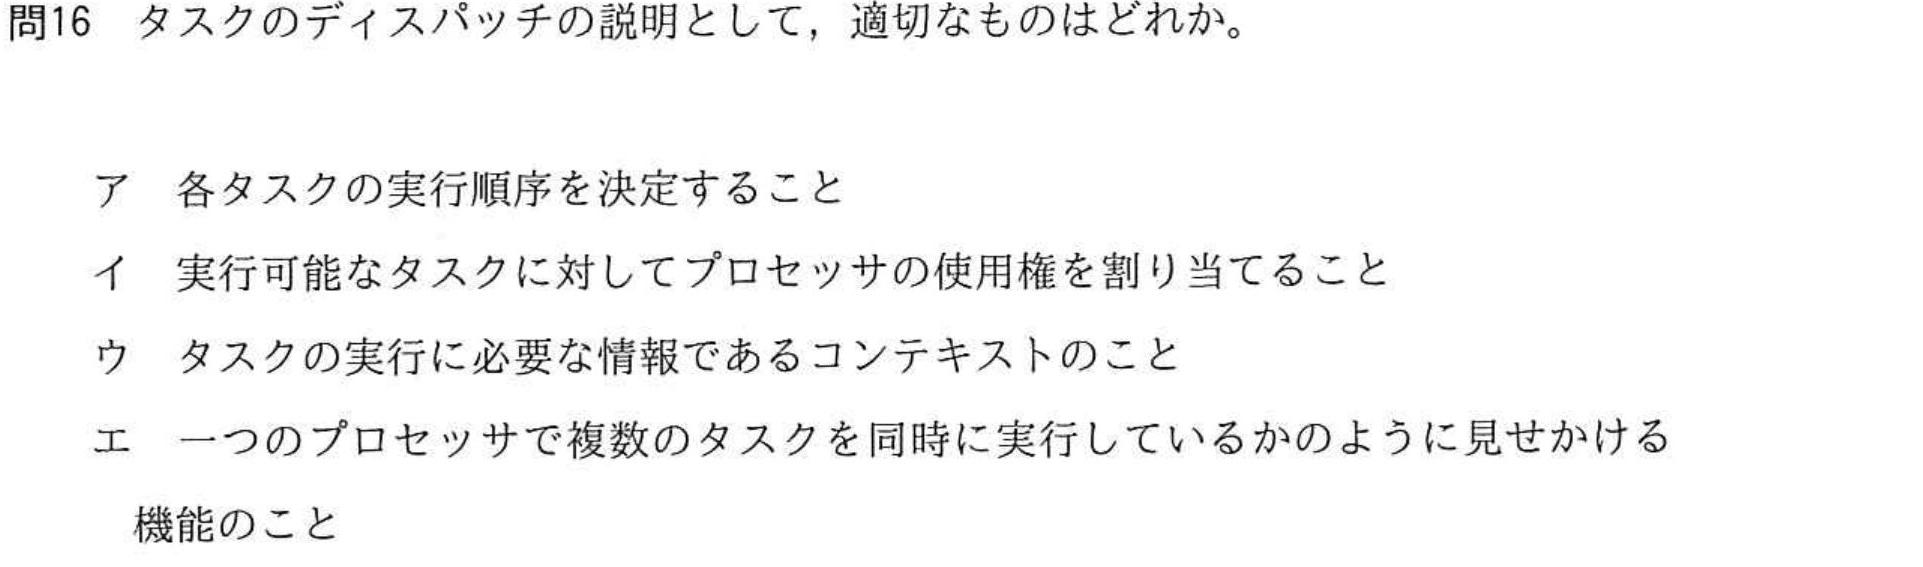 問16　タスクのディスパッチの説明として，適切なものはどれか。
ア　各タスクの実行順序を決定すること
イ　実行可能なタスクに対してプロセッサの使用権を割り当てること
ウ　タスクの実行に必要な情報であるコンテキストのこと
エ　一つのプロセッサで複数のタスクを同時に実行しているかのように見せかける
機能のこと